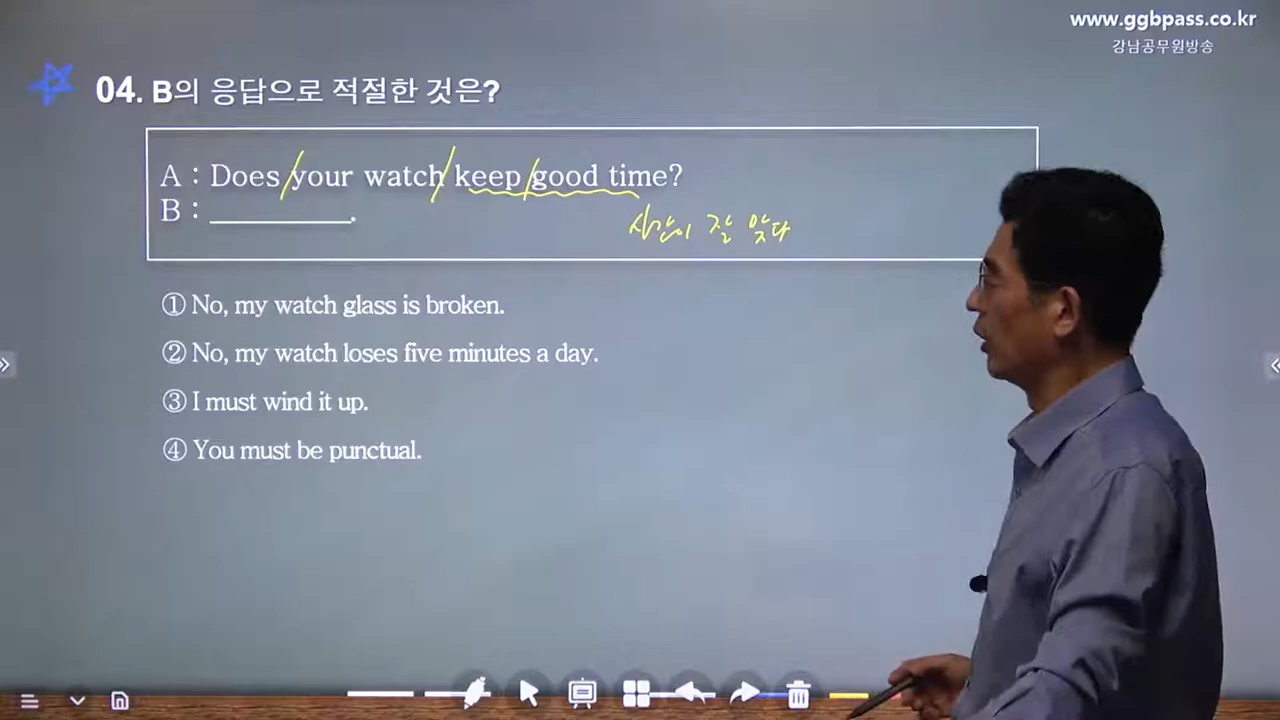 www.ggbpass.co.kr
강남공무원방송
04. B의 응답으로 적절한 것은?
A : Does your watch keep good time?
B : __________.
시간이 잘 맞다
① No, my watch glass is broken.
② No, my watch loses five minutes a day.
③ I must wind it up.
④ You must be punctual.